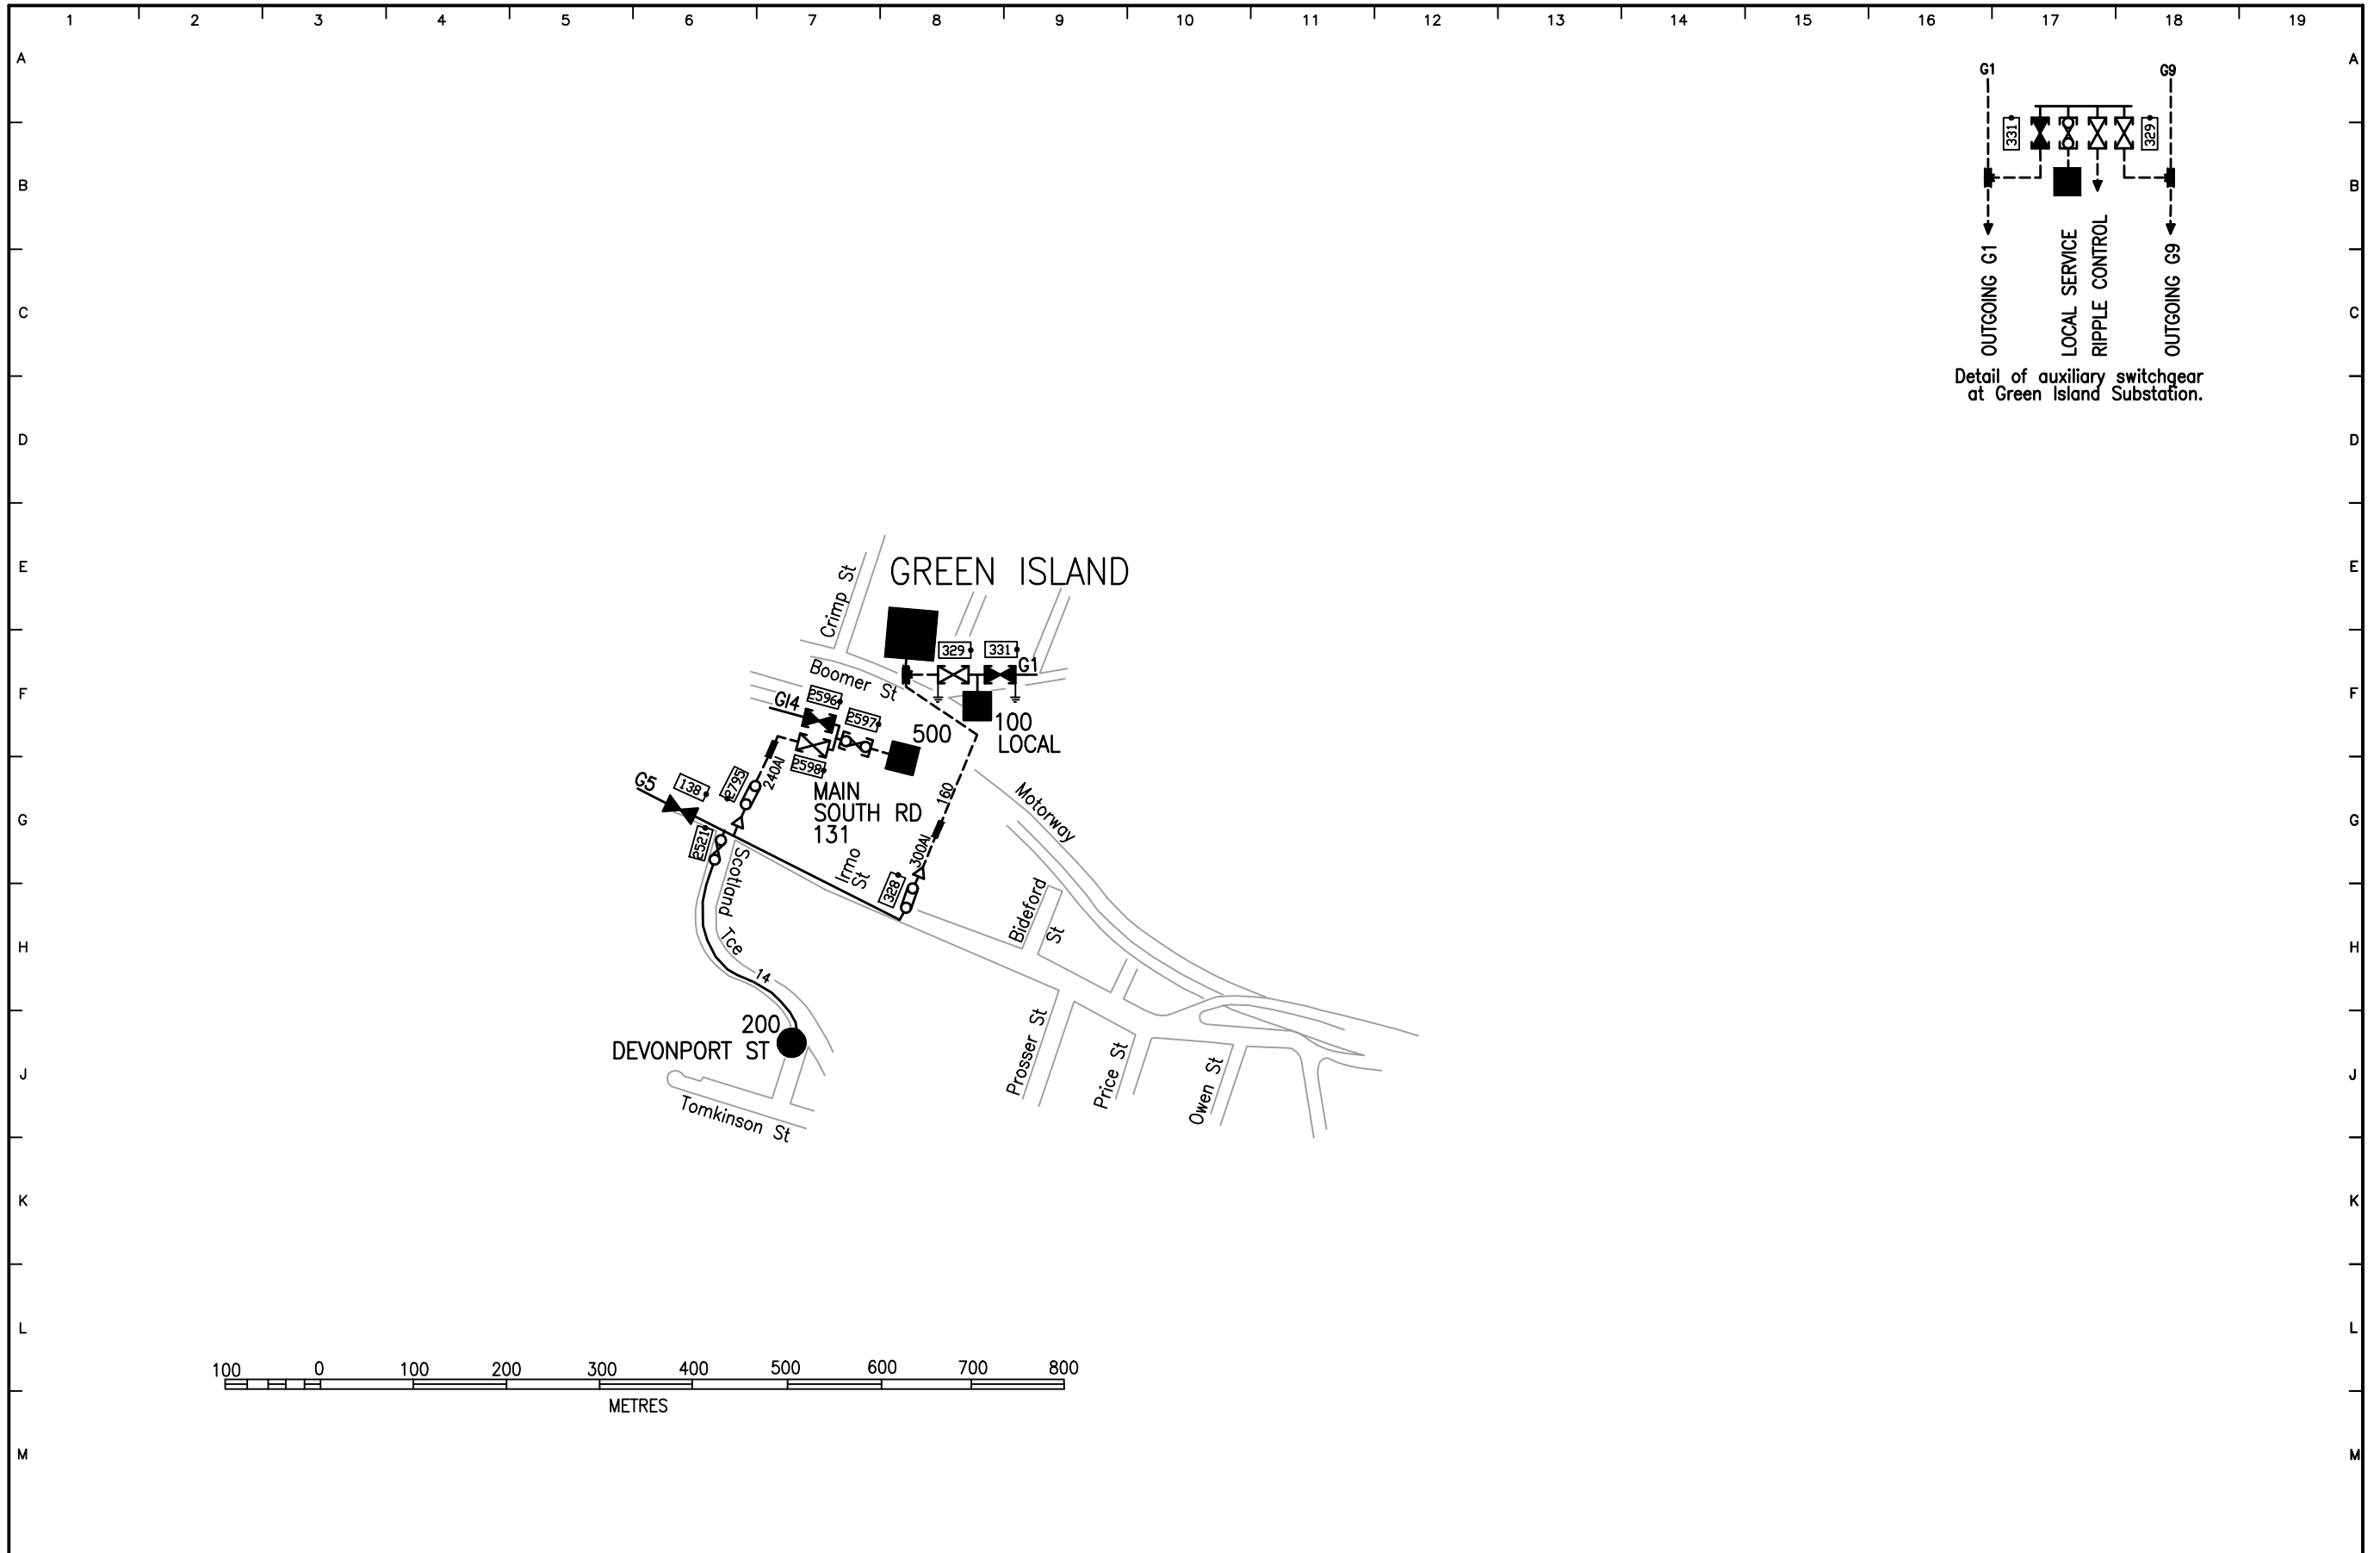 1 2 3 4 5 6 7 8 9 10 11 12 13 14 15 16 17 18 19
A A
G1 G9
331 329
B B
OUTGOING G1
LOCAL SERVICE
RIPPLE CONTROL
OUTGOING G9
C C
Detail of auxiliary switchgear
at Green Island Substation.
D D
E E
GREEN ISLAND
Crimp St
329 331
G1
Boomer St
F F
G14
2596
2597
500
100
LOCAL
2598
240Al
2795
G5
138
MAIN
SOUTH RD
131
160
Motorway
G G
2521
Scotland
Tce
Irmo
St
300Al
328
Bideford
St
H H
14
200
DEVONPORT ST
Prosser St
Price St
Owen St
J J
Tomkinson St
K K
L L
100 0 100 200 300 400 500 600 700 800
METRES
M M